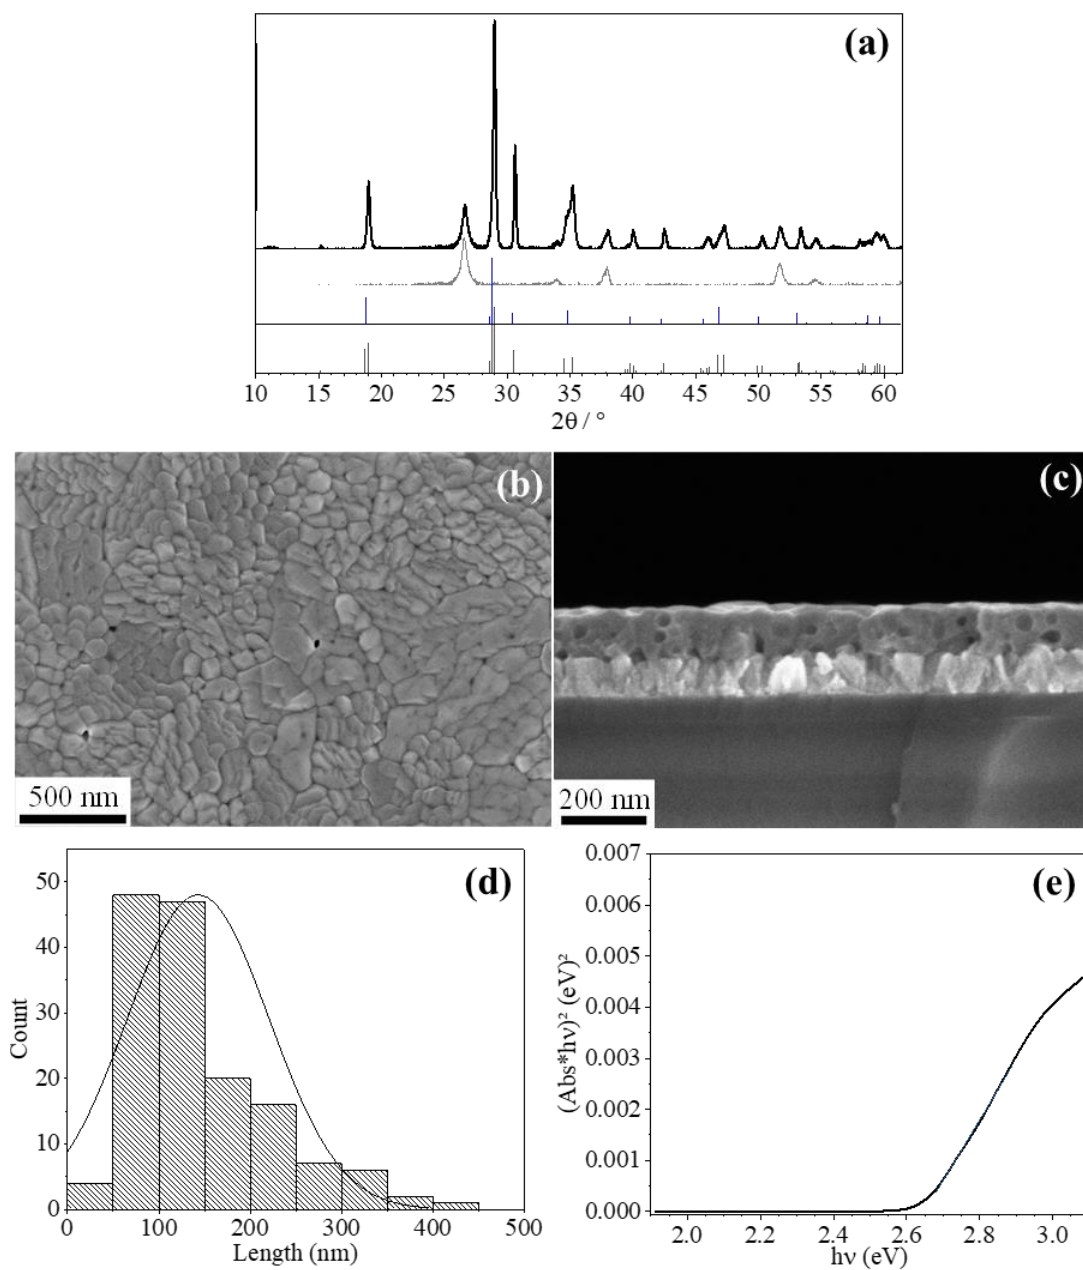 (a)
10 15 20 25 30 35 40 45 50 55 60
2θ / °
(b)
500 nm
(c)
200 nm
(d)
50
40
30
20
10
0
Count
0 100 200 300 400 500
Length (nm)
(e)
0.007
0.006
0.005
0.004
0.003
0.002
0.001
0.000
(Abs*hν)² (eV)²
2.0 2.2 2.4 2.6 2.8 3.0
hν (eV)